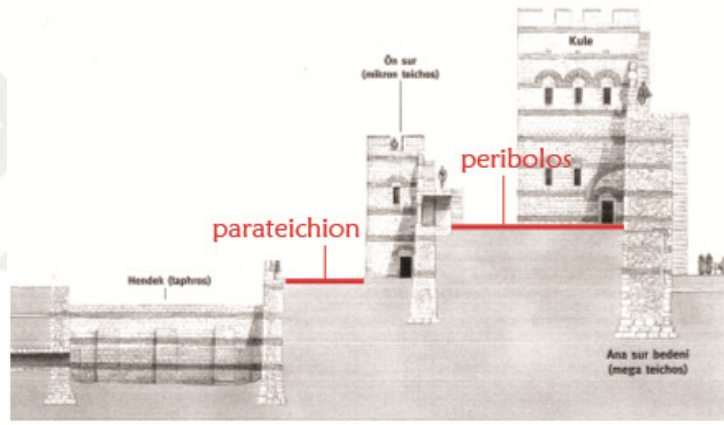 Kule
Ön sur
(mikron teichos)
peribolos
parateichion
Hendek (taphros)
Ana sur bedeni
(mega teichos)